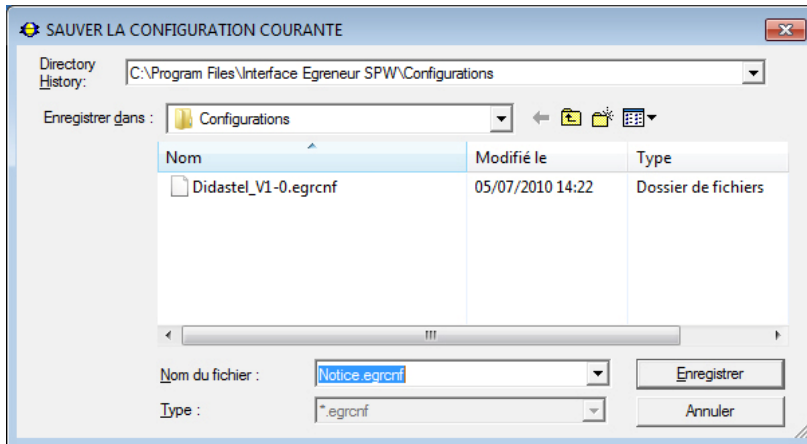 SAUVER LA CONFIGURATION COURANTE
Directory History: C:\Program Files\Interface Egreneur SPW\Configurations
Enregistrer dans : Configurations
Nom Modifié le Type
Didastel_V1-0.egrcnf 05/07/2010 14:22 Dossier de fichiers
Nom du fichier : Notice.egrcnf Enregistrer
Type : *.egrcnf Annuler